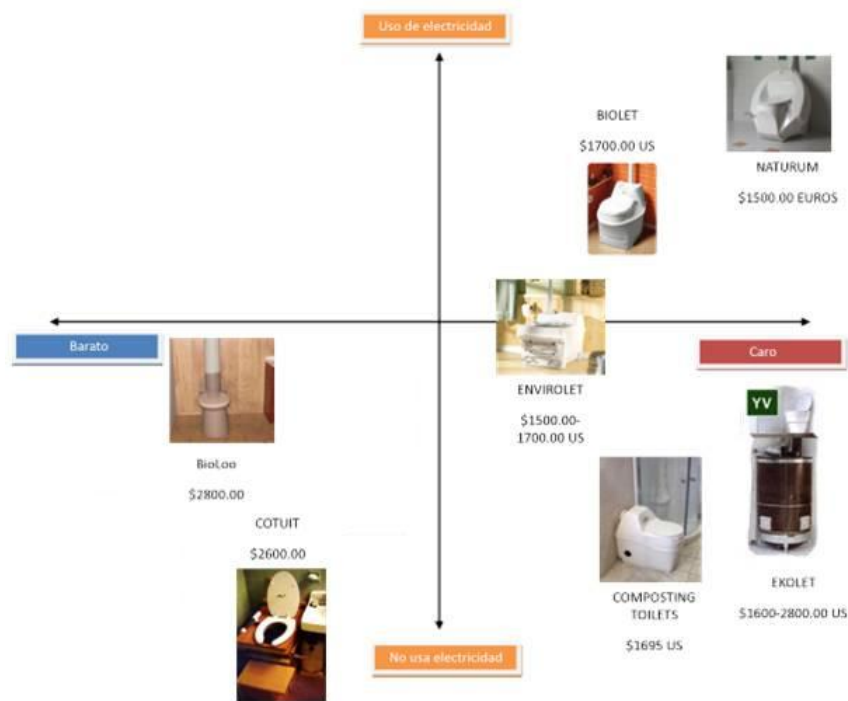 Uso de electricidad
BIOLET
$1700.00 US
NATURUM
$1500.00 EUROS
Barato
Caro
ENVIROLET
$1500.00-
1700.00 US
YV
BioLoo
$2800.00
COTUIT
$2600.00
COMPOSTING
TOILETS
$1695 US
EKOLET
$1600-2800.00 US
No usa electricidad